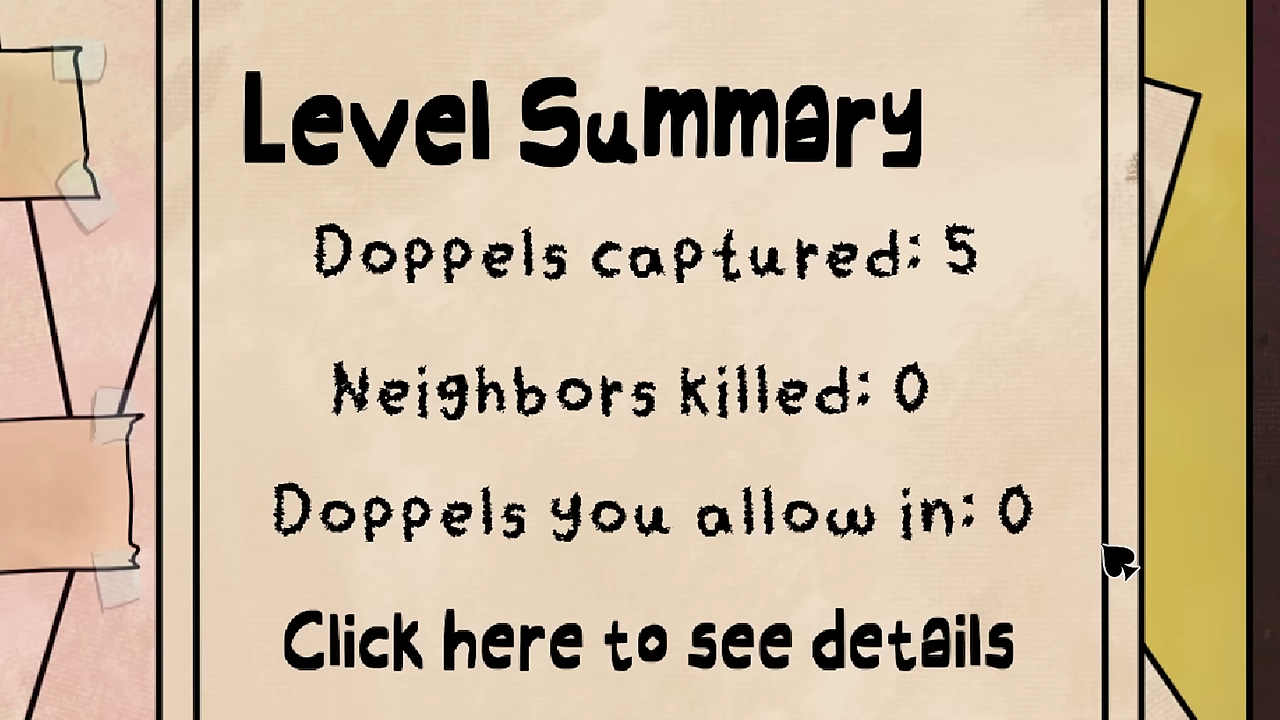 Level Summary
Doppels captured: 5
Neighbors killed: 0
Doppels you allow in: 0
Click here to see details